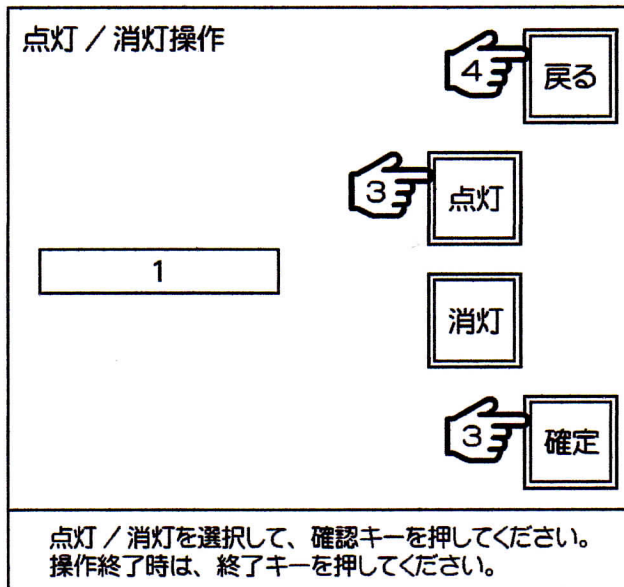 点灯 / 消灯操作
4
戻る
3
点灯
1
消灯
3
確定
点灯 / 消灯を選択して、確認キーを押してください。
操作終了時は、終了キーを押してください。